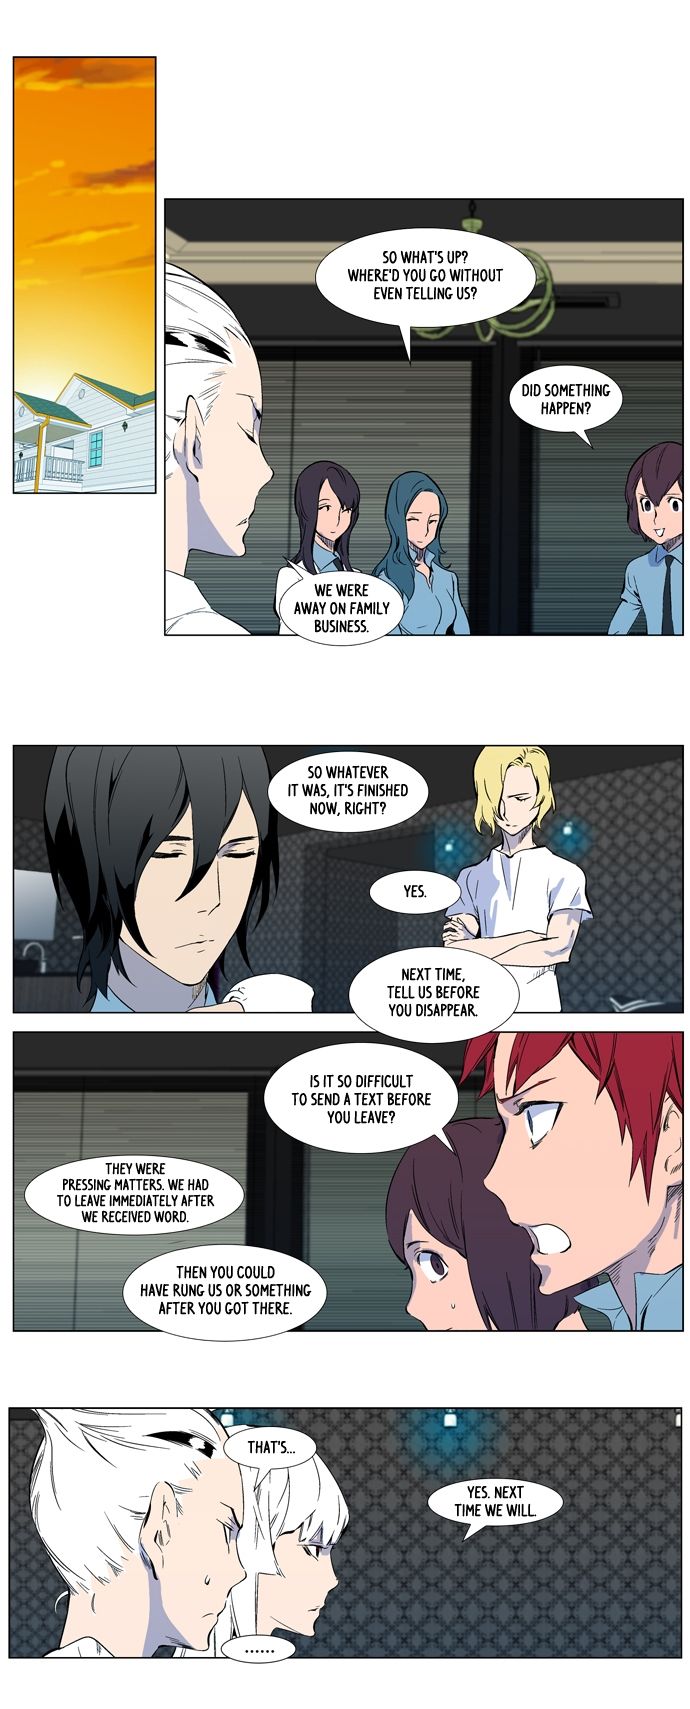 SO WHAT'S UP?
WHERE'D YOU GO WITHOUT
EVEN TELLING US?
DID SOMETHING
HAPPEN?
WE WERE
AWAY ON FAMILY
BUSINESS.
SO WHATEVER
IT WAS, IT'S FINISHED
NOW, RIGHT?
YES.
NEXT TIME,
TELL US BEFORE
YOU DISAPPEAR.
IS IT SO DIFFICULT
TO SEND A TEXT BEFORE
YOU LEAVE?
THEY WERE
PRESSING MATTERS. WE HAD
TO LEAVE IMMEDIATELY AFTER
WE RECEIVED WORD.
THEN YOU COULD
HAVE RUNG US OR SOMETHING
AFTER YOU GOT THERE.
THAT'S...
YES. NEXT
TIME WE WILL.
......